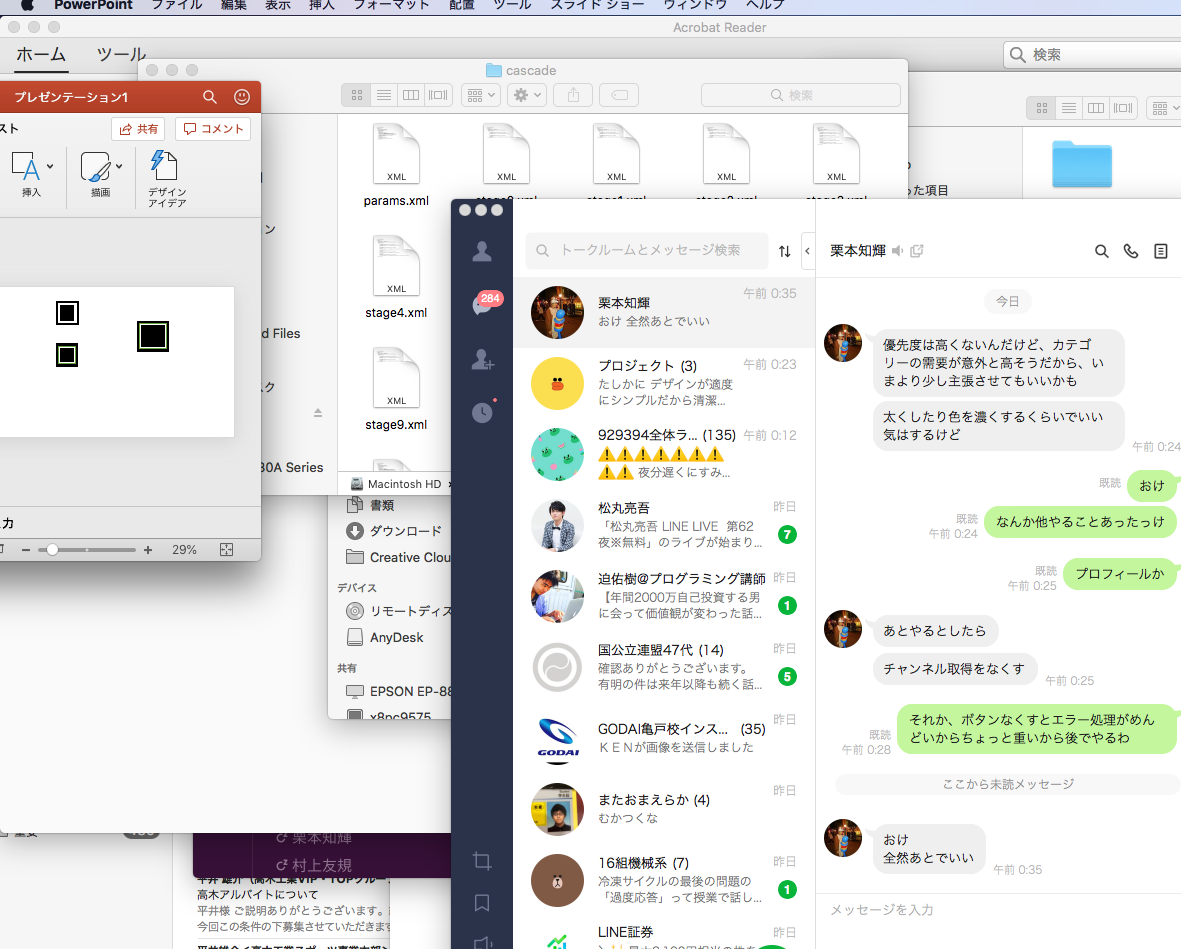 PowerPoint ファイル 編集 表示 挿入 フォーマット 配置 ツール スライド ショー ウィンドウ ヘルプ
Acrobat Reader
ホーム ツール
検索
cascade
検索
プレゼンテーション1
スト
共有
コメント
挿入
描画
デザイン
アイデア
カ
29%
XML
XML
XML
XML
XML
params.xml
XML
stage4.xml
XML
stage9.xml
ン
d Files
スク
30A Series
Macintosh HD
った項目
書類
ダウンロード
Creative Clou
デバイス
リモートディス
AnyDesk
共有
EPSON EP-88
x8pc9575
栗本知輝
村上友規
高木アルバイトについて
平井様 ご説明ありがとうございます。
今回この条件の下募集させていただきます
284
トークルームとメッセージ検索
栗本知輝
午前 0:35
おけ 全然あとでいい
プロジェクト (3)
午前 0:23
たしかに デザインが適度
にシンプルだから清潔...
929394全体ラ... (135)
午前 0:12
夜分遅くにすみ...
松丸亮吾
昨日
「松丸亮吾 LINE LIVE 第62
夜※無料」のライブが始まり...
7
迫佑樹@プログラミング講師
昨日
【年間2000万自己投資する男
に会って価値観が変わった話...
1
国公立連盟47代 (14)
昨日
確認ありがとうございます。
有明の件は来年以降も続く話...
5
GODAI
GODAI亀戸校インス... (35)
昨日
ＫＥＮが画像を送信しました
またおまえらか (4)
昨日
むかつくな
16組機械系 (7)
昨日
冷凍サイクルの最後の問題の
「過度応答」って授業で話し...
1
LINE証券
昨日
栗本知輝
今日
優先度は高くないんだけど、カテゴ
リーの需要が意外と高そうだから、い
まより少し主張させてもいいかも
太くしたり色を濃くするくらいでいい
気はするけど
午前 0:24
既読
おけ
既読
午前 0:24
なんか他やることあったっけ
既読
午前 0:25
プロフィールか
あとやるとしたら
チャンネル取得をなくす
午前 0:25
既読
午前 0:28
それか、ボタンなくすとエラー処理がめん
どいからちょっと重いから後でやるわ
ここから未読メッセージ
おけ
全然あとでいい
午前 0:35
メッセージを入力